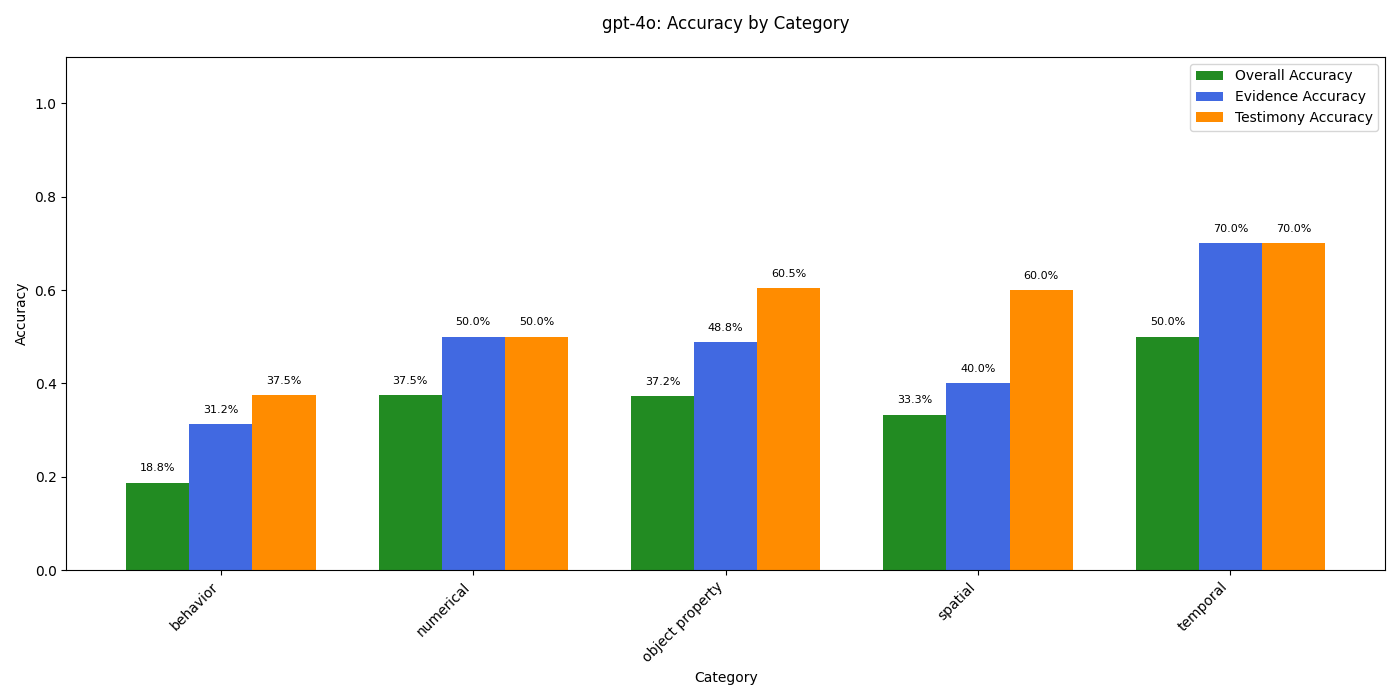 gpt-4o: Accuracy by Category
Overall Accuracy
Evidence Accuracy
Testimony Accuracy
Accuracy
1.0
0.8
0.6
0.4
0.2
0.0
18.8%
31.2%
37.5%
37.5%
50.0%
50.0%
37.2%
48.8%
60.5%
33.3%
40.0%
60.0%
50.0%
70.0%
70.0%
behavior
numerical
object property
spatial
temporal
Category